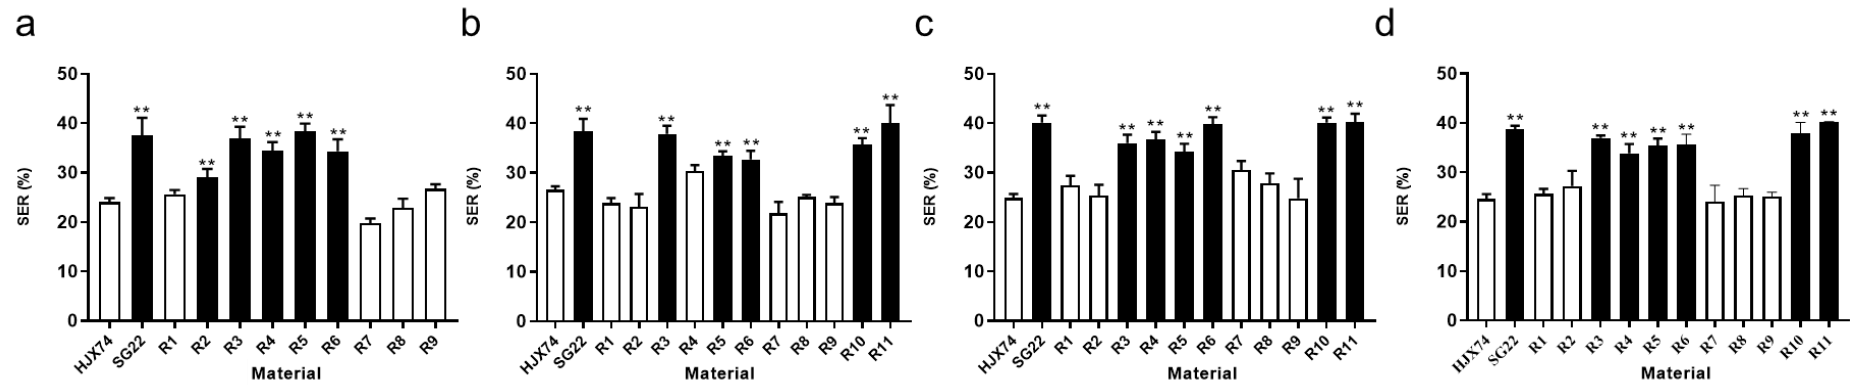 a
50
40
30
20
10
0
SER (%)
** ** ** ** ** **
HJX74 SG22 R1 R2 R3 R4 R5 R6 R7 R8 R9
Material
b
50
40
30
20
10
0
SER (%)
** ** ** ** ** **
HJX74 SG22 R1 R2 R3 R4 R5 R6 R7 R8 R9 R10 R11
Material
c
50
40
30
20
10
0
SER (%)
** ** ** ** ** ** **
HJX74 SG22 R1 R2 R3 R4 R5 R6 R7 R8 R9 R10 R11
Material
d
50
40
30
20
10
0
SER (%)
** ** ** ** ** ** **
HJX74 SG22 R1 R2 R3 R4 R5 R6 R7 R8 R9 R10 R11
Material